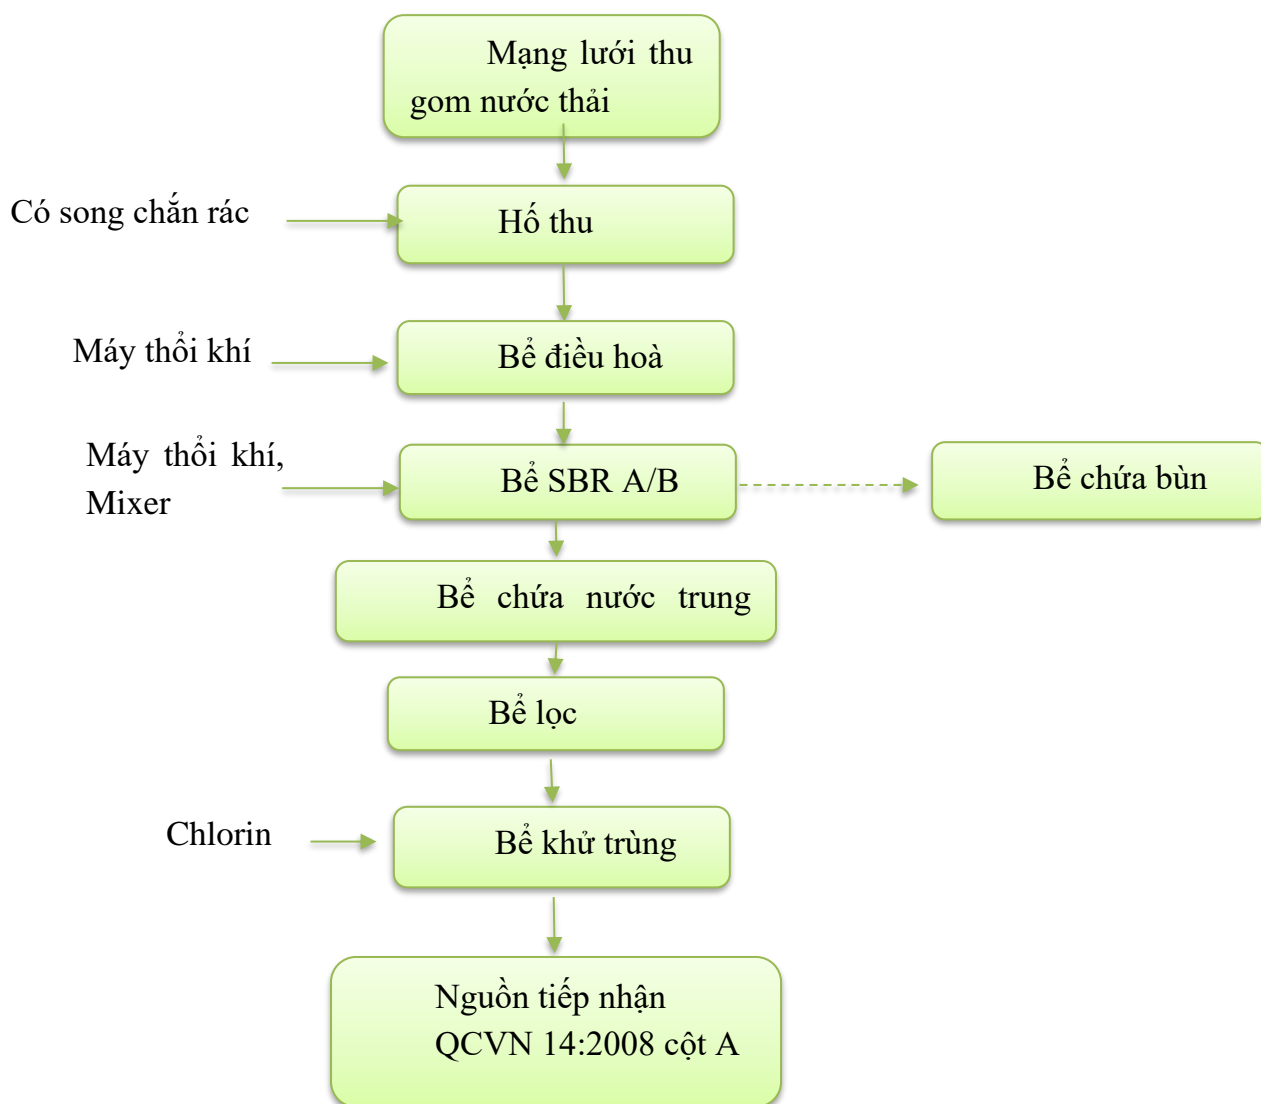 Mạng lưới thu
gom nước thải
Có song chắn rác
Hố thu
Máy thổi khí
Bể điều hoà
Máy thổi khí,
Mixer
Bể SBR A/B
Bể chứa bùn
Bể chứa nước trung
Bể lọc
Chlorin
Bể khử trùng
Nguồn tiếp nhận
QCVN 14:2008 cột A